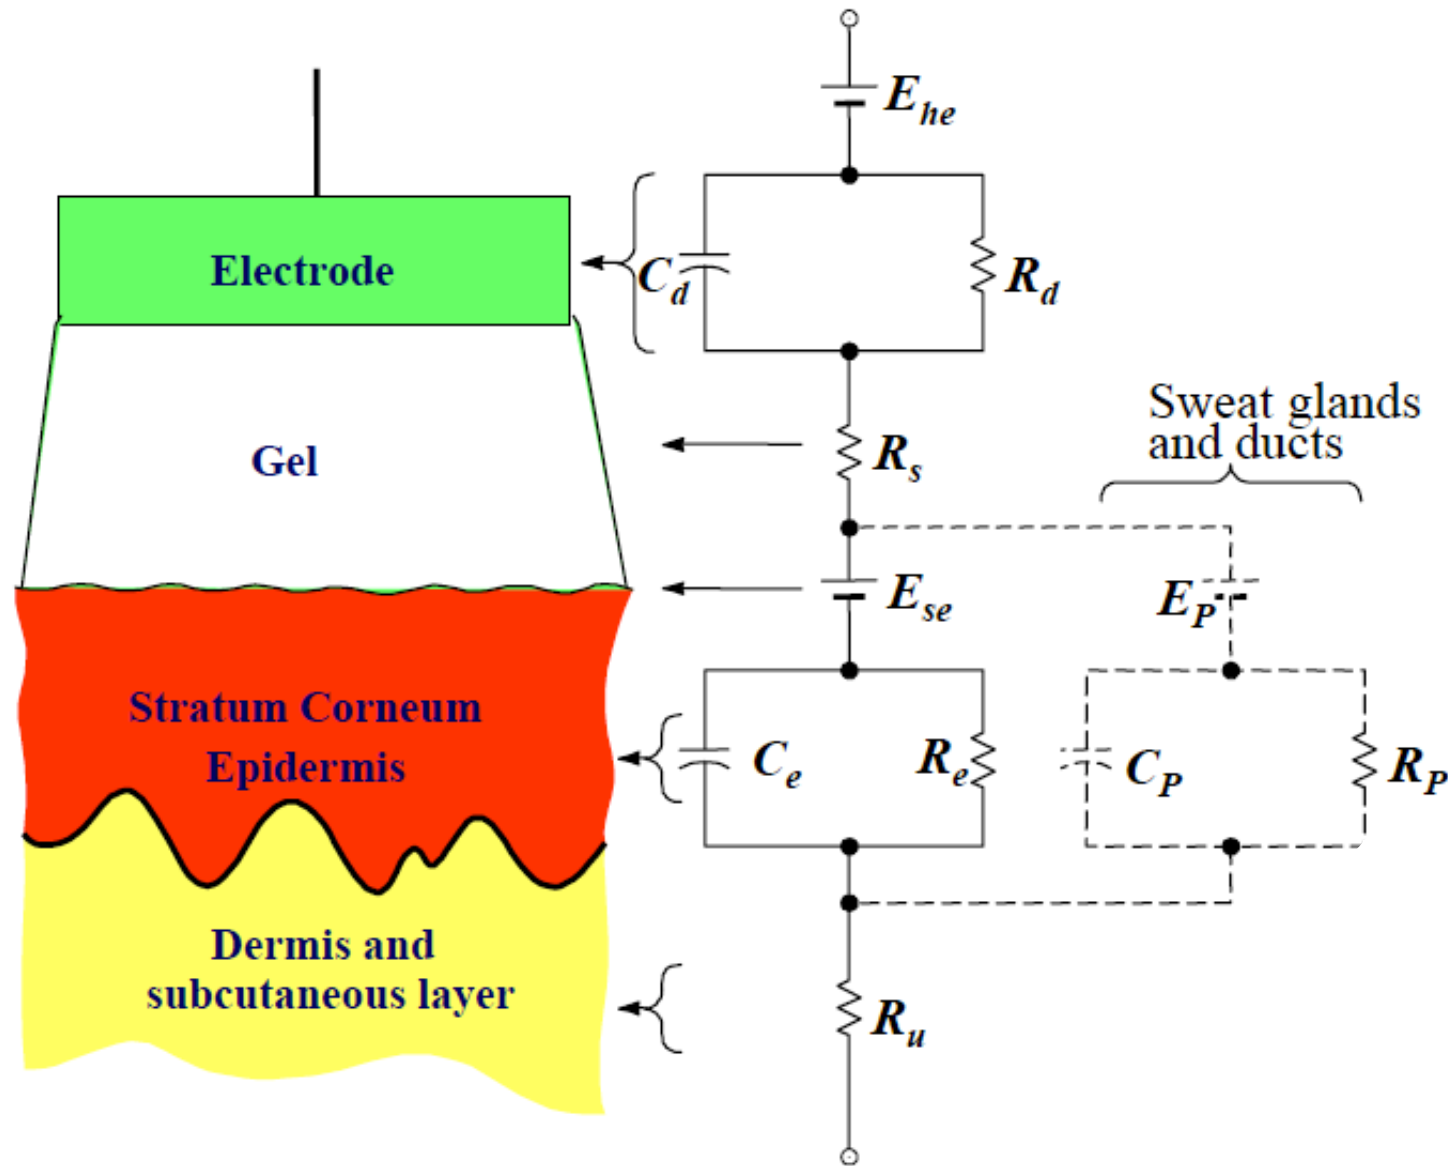 E_he
Electrode
C_d
R_d
Sweat glands
and ducts
Gel
R_s
E_se
E_P
Stratum Corneum
Epidermis
C_e
R_e
C_P
R_P
Dermis and
subcutaneous layer
R_u